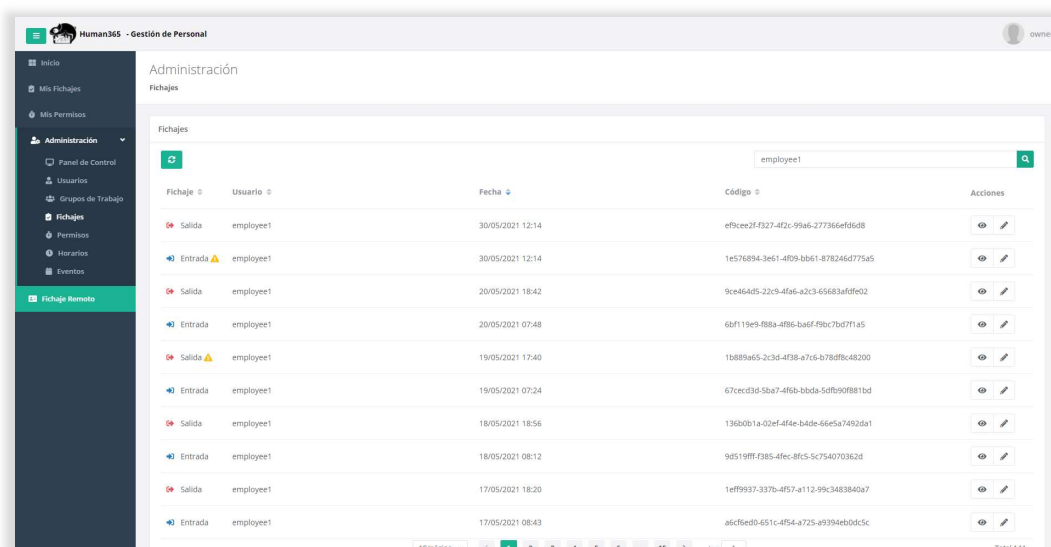 Human365 - Gestión de Personal
owne
Inicio
Mis Fichajes
Mis Permisos
Administración
Panel de Control
Usuarios
Grupos de Trabajo
Fichajes
Permisos
Horarios
Eventos
Fichaje Remoto
Administración
Fichajes
Fichajes
employee1
Fichaje Usuario Fecha Código Acciones
Salida employee1 30/05/2021 12:14 ef9cee2f-f327-4f2c-99a6-277366efd6d8
Entrada employee1 30/05/2021 12:14 1e576894-3e61-4f09-bb61-878246d775a5
Salida employee1 20/05/2021 18:42 9ce464d5-22c9-4fa6-a2c3-65683afdfe02
Entrada employee1 20/05/2021 07:48 6bf119e9-f88a-4f86-ba6f-f9bc7bd7f1a5
Salida employee1 19/05/2021 17:40 1b889a65-2c3d-4f38-a7c6-b78df8c48200
Entrada employee1 19/05/2021 07:24 67cecd3d-5ba7-4f6b-bbda-5dfb90f881bd
Salida employee1 18/05/2021 18:56 136b0b1a-02ef-4f4e-b4de-66e5a7492da1
Entrada employee1 18/05/2021 08:12 9d519fff-f385-4fec-8fc5-5c754070362d
Salida employee1 17/05/2021 18:20 1eff9937-337b-4f57-a112-99c3483840a7
Entrada employee1 17/05/2021 08:43 a6cf6ed0-651c-4f54-a725-a9394eb0dc5c